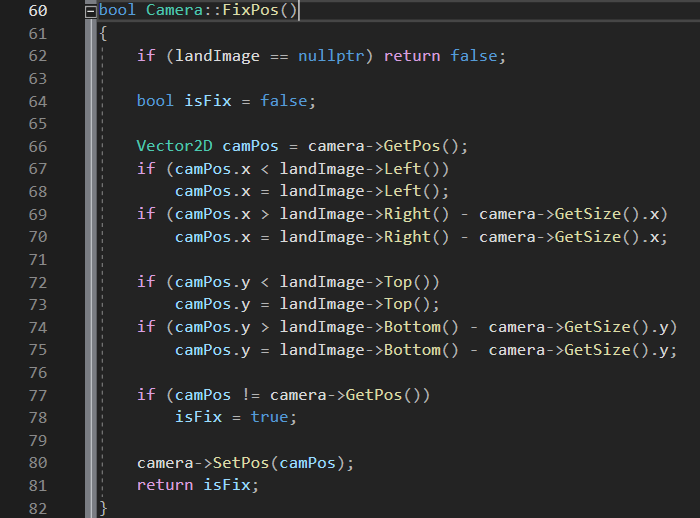 60 bool Camera::FixPos()
61 {
62 if (landImage == nullptr) return false;
63
64 bool isFix = false;
65
66 Vector2D camPos = camera->GetPos();
67 if (camPos.x < landImage->Left())
68 camPos.x = landImage->Left();
69 if (camPos.x > landImage->Right() - camera->GetSize().x)
70 camPos.x = landImage->Right() - camera->GetSize().x;
71
72 if (camPos.y < landImage->Top())
73 camPos.y = landImage->Top();
74 if (camPos.y > landImage->Bottom() - camera->GetSize().y)
75 camPos.y = landImage->Bottom() - camera->GetSize().y;
76
77 if (camPos != camera->GetPos())
78 isFix = true;
79
80 camera->SetPos(camPos);
81 return isFix;
82 }